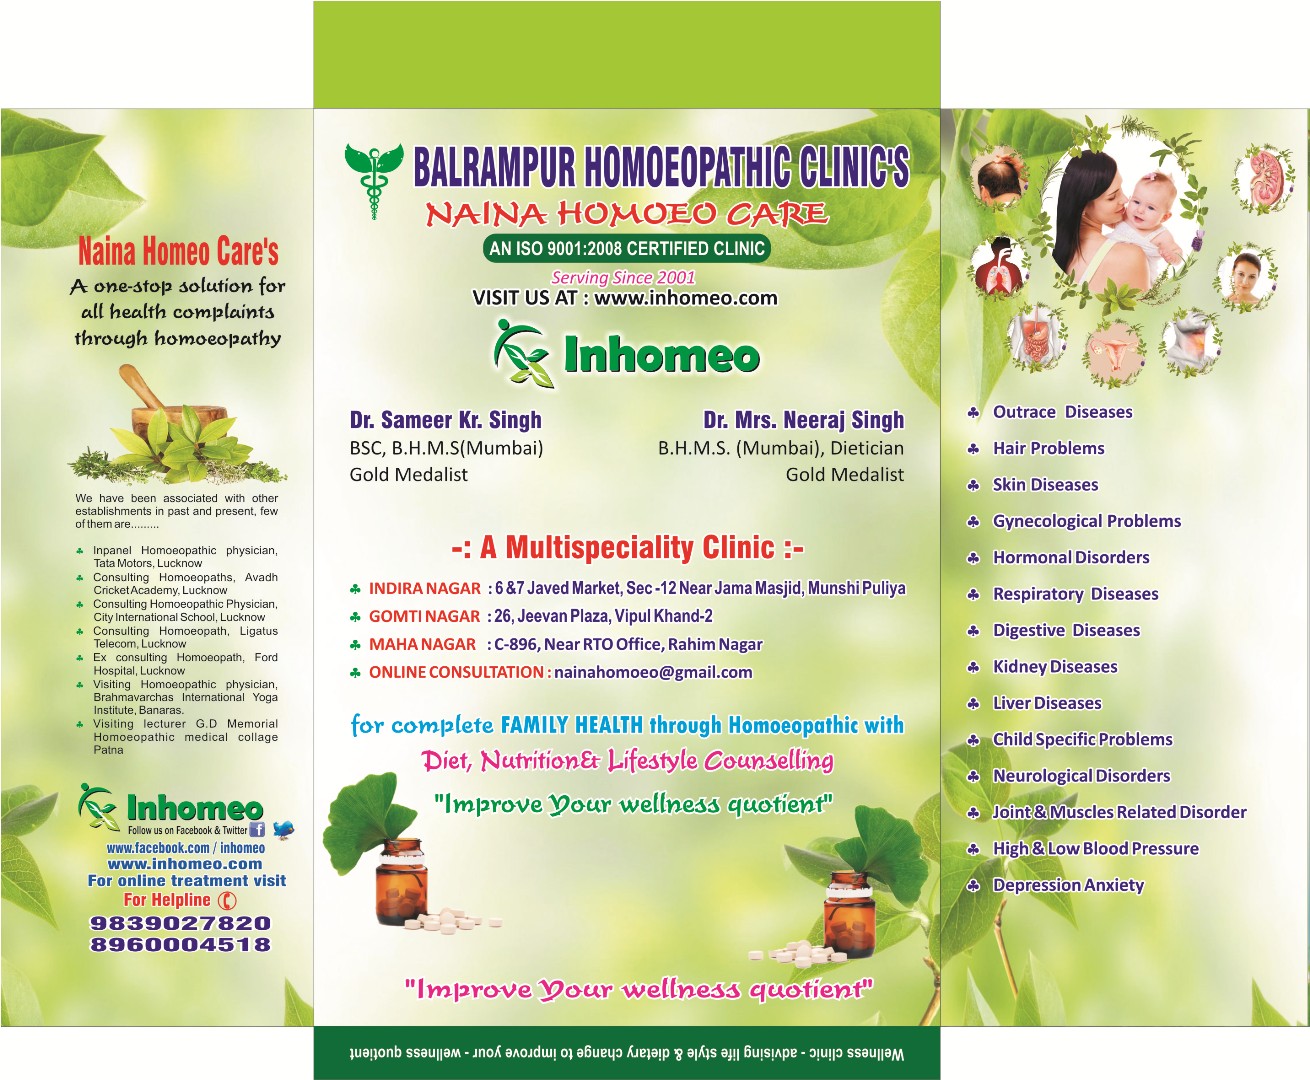 Naina Homeo Care's
A one-stop solution for
all health complaints
through homoeopathy
We have been associated with other
establishments in past and present, few
of them are.........
Inpanel Homoeopathic physician,
Tata Motors, Lucknow
Consulting Homoeopaths, Avadh
Cricket Academy, Lucknow
Consulting Homoeopathic Physician,
City International School, Lucknow
Consulting Homoeopath, Ligatus
Telecom, Lucknow
Ex consulting Homoeopath, Ford
Hospital, Lucknow
Visiting Homoeopathic physician,
Brahmavarchas International Yoga
Institute, Banaras.
Visiting lecturer G.D Memorial
Homoeopathic medical collage
Patna
Inhomeo
Follow us on Facebook & Twitter
www.facebook.com / inhomeo
www.inhomeo.com
For online treatment visit
For Helpline
9839027820
8960004518
BALRAMPUR HOMOEOPATHIC CLINIC'S
NAINA HOMOEO CARE
AN ISO 9001:2008 CERTIFIED CLINIC
Serving Since 2001
VISIT US AT : www.inhomeo.com
Inhomeo
Dr. Sameer Kr. Singh
BSC, B.H.M.S(Mumbai)
Gold Medalist
Dr. Mrs. Neeraj Singh
B.H.M.S. (Mumbai), Dietician
Gold Medalist
-: A Multispeciality Clinic :-
INDIRA NAGAR : 6 &7 Javed Market, Sec -12 Near Jama Masjid, Munshi Puliya
GOMTI NAGAR : 26, Jeevan Plaza, Vipul Khand-2
MAHA NAGAR : C-896, Near RTO Office, Rahim Nagar
ONLINE CONSULTATION : nainahomoeo@gmail.com
for complete FAMILY HEALTH through Homoeopathic with
Diet, Nutrition& Lifestyle Counselling
"Improve Your wellness quotient"
"Improve Your wellness quotient"
Wellness clinic - advising life style & dietary change to improve your - wellness quotient
Outrace Diseases
Hair Problems
Skin Diseases
Gynecological Problems
Hormonal Disorders
Respiratory Diseases
Digestive Diseases
Kidney Diseases
Liver Diseases
Child Specific Problems
Neurological Disorders
Joint & Muscles Related Disorder
High & Low Blood Pressure
Depression Anxiety